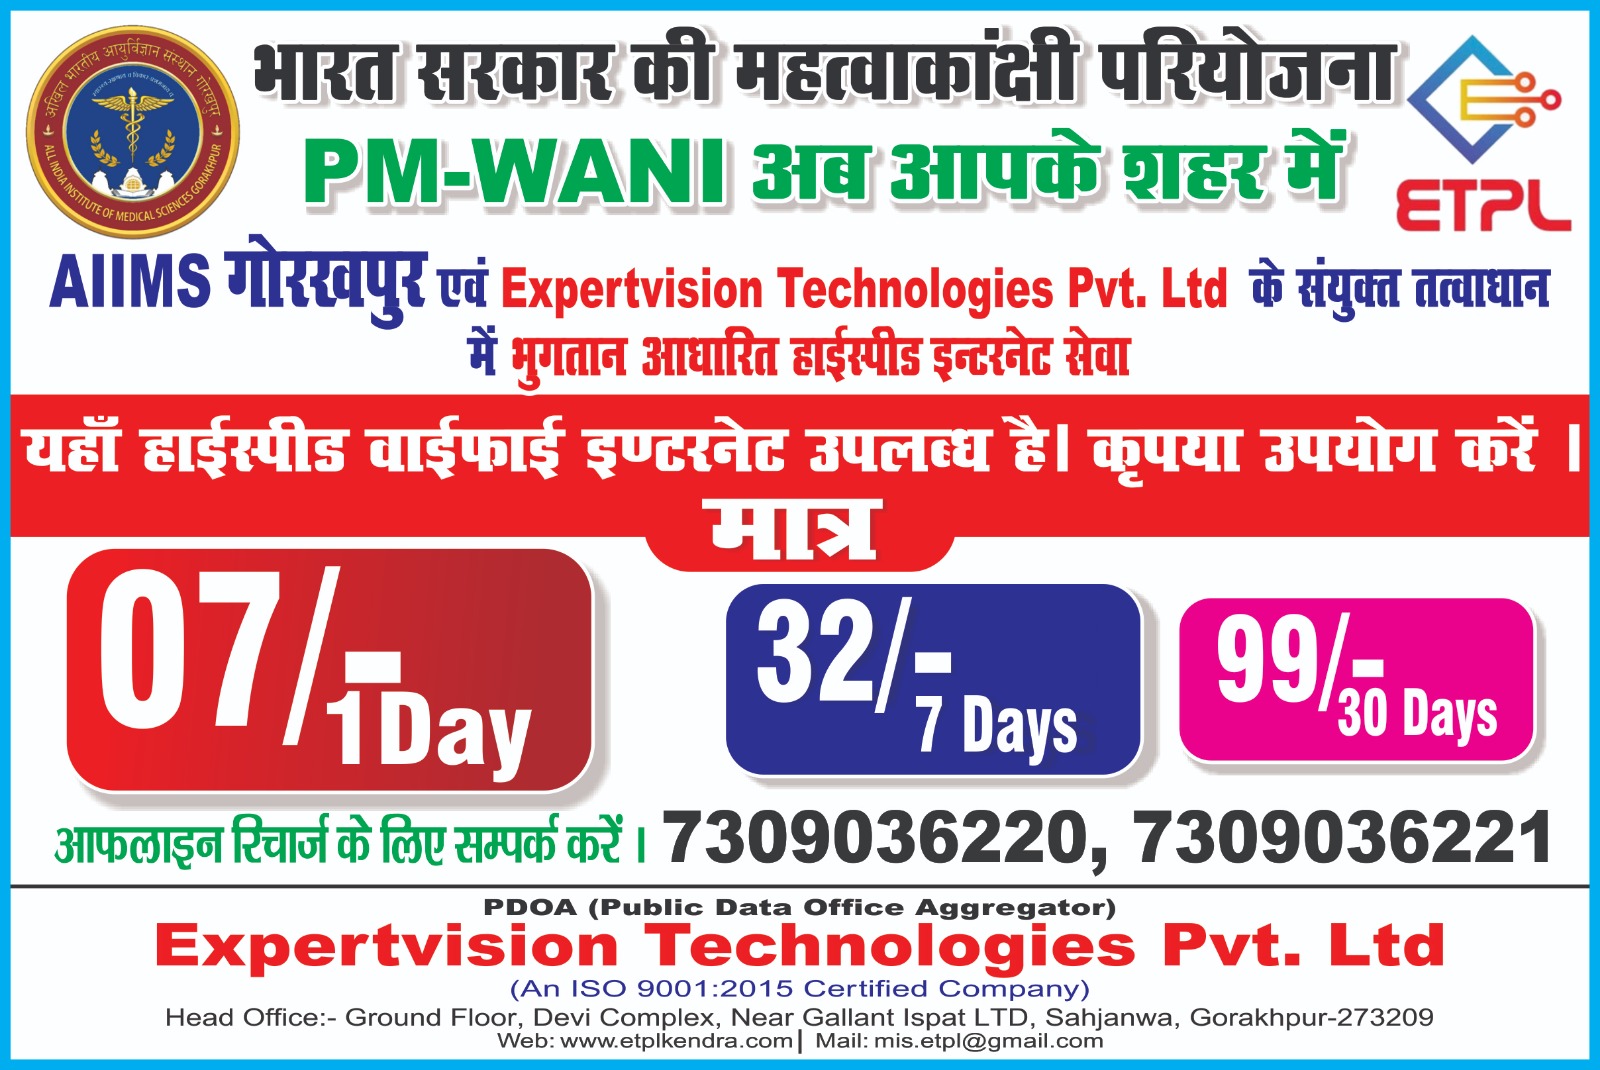 अखिल भारतीय आयुर्विज्ञान संस्थान गोरखपुर
ALL INDIA INSTITUTE OF MEDICAL SCIENCES GORAKHPUR
भारत सरकार की महत्वाकांक्षी परियोजना
PM-WANI अब आपके शहर में
ETPL
AIIMS गोरखपुर एवं Expertvision Technologies Pvt. Ltd के संयुक्त तत्वाधान
में भुगतान आधारित हाईस्पीड इन्टरनेट सेवा
यहाँ हाईस्पीड वाईफाई इण्टरनेट उपलब्ध है। कृपया उपयोग करें ।
मात्र
07/- 1Day
32/- 7 Days
99/- 30 Days
आफलाइन रिचार्ज के लिए सम्पर्क करें । 7309036220, 7309036221
PDOA (Public Data Office Aggregator)
Expertvision Technologies Pvt. Ltd
(An ISO 9001:2015 Certified Company)
Head Office:- Ground Floor, Devi Complex, Near Gallant Ispat LTD, Sahjanwa, Gorakhpur-273209
Web: www.etplkendra.com| Mail: mis.etpl@gmail.com